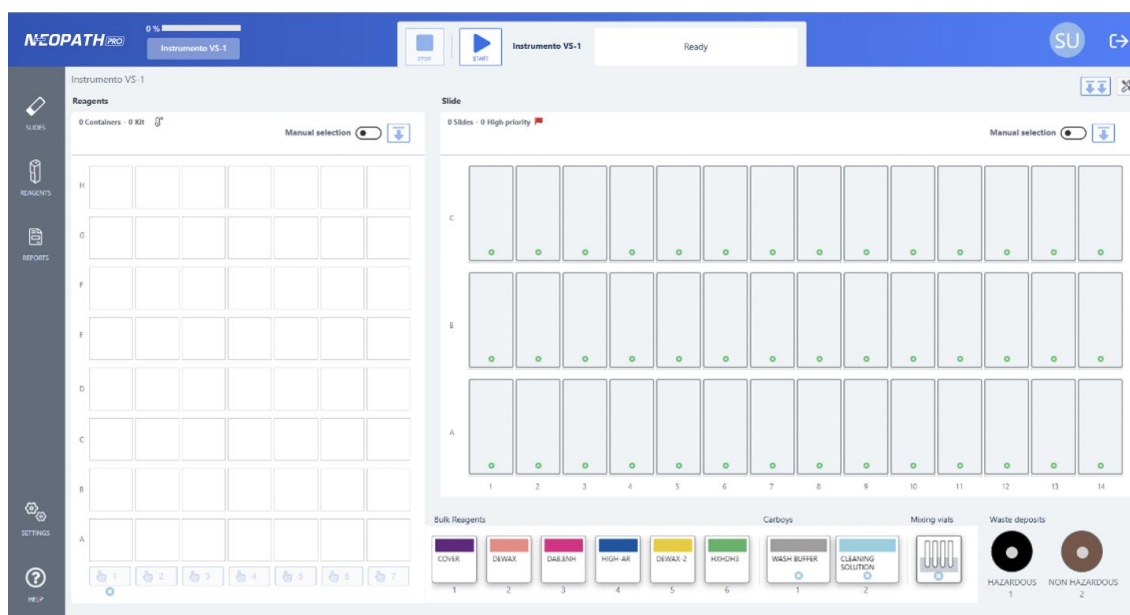 NEOPATH PRO
0 %
Instrumento VS-1
STOP
START
Instrumento VS-1
Ready
SU
Instrumento VS-1
SLIDES
REAGENTS
REPORTS
SETTINGS
HELP
Reagents
0 Containers - 0 Kit
Manual selection
H
G
F
E
D
C
B
A
1 2 3 4 5 6 7
Slide
0 Slides - 0 High priority
Manual selection
C
B
A
1 2 3 4 5 6 7 8 9 10 11 12 13 14
Bulk Reagents
COVER
DEWAX
DAB.ENH
HIGH-AR
DEWAX-2
1 2 3 4 5 6
Carboys
WASH BUFFER
CLEANING
SOLUTION
1 2
Mixing vials
Waste deposits
HAZARDOUS
1
NON HAZARDOUS
2